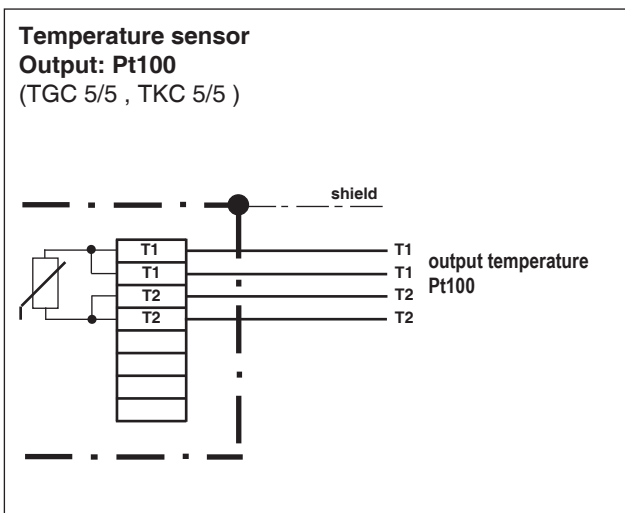 Temperature sensor
Output: Pt100
(TGC 5/5 , TKC 5/5 )
shield
T1 T1
T1 T1
T2 T2
T2 T2
output temperature
Pt100